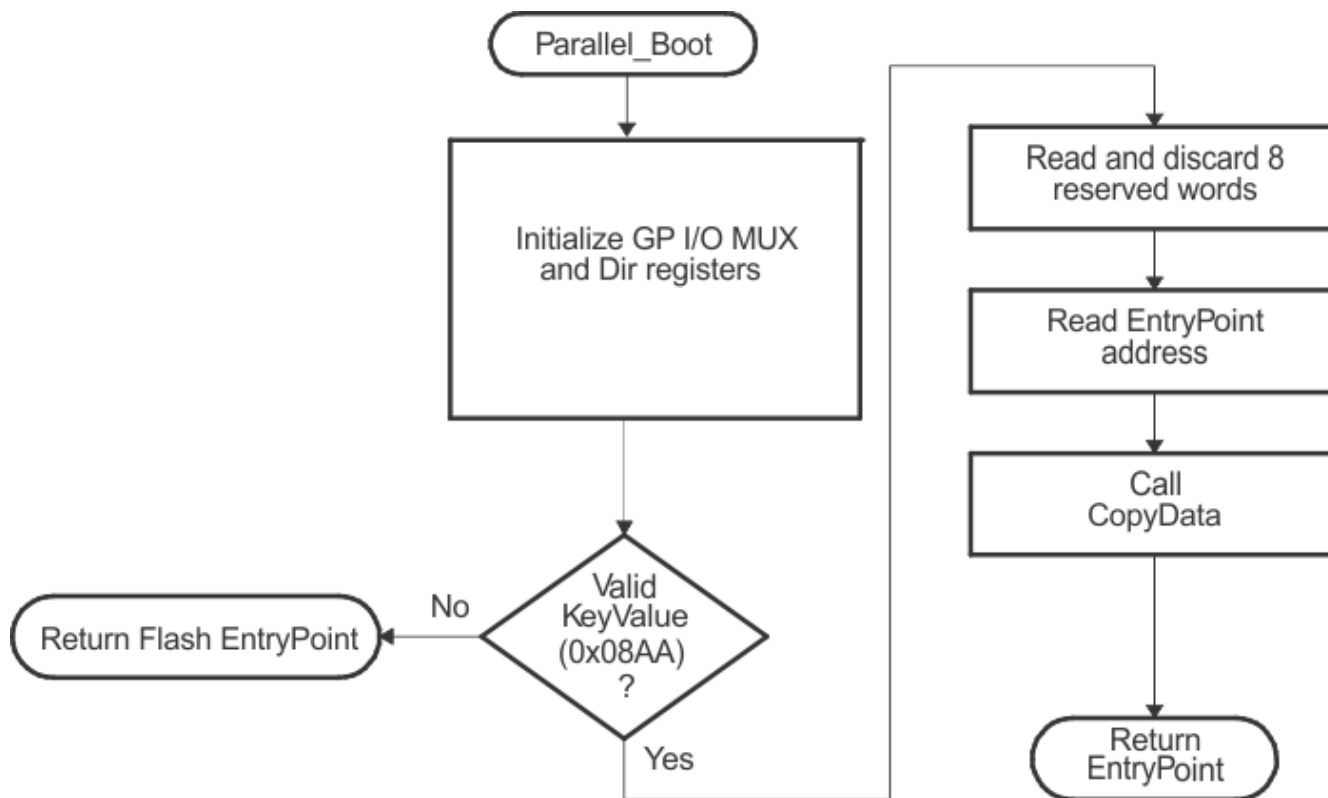 Parallel_Boot
Initialize GP I/O MUX
and Dir registers
Valid
KeyValue
(0x08AA)
?
No
Return Flash EntryPoint
Yes
Read and discard 8
reserved words
Read EntryPoint
address
Call
CopyData
Return
EntryPoint